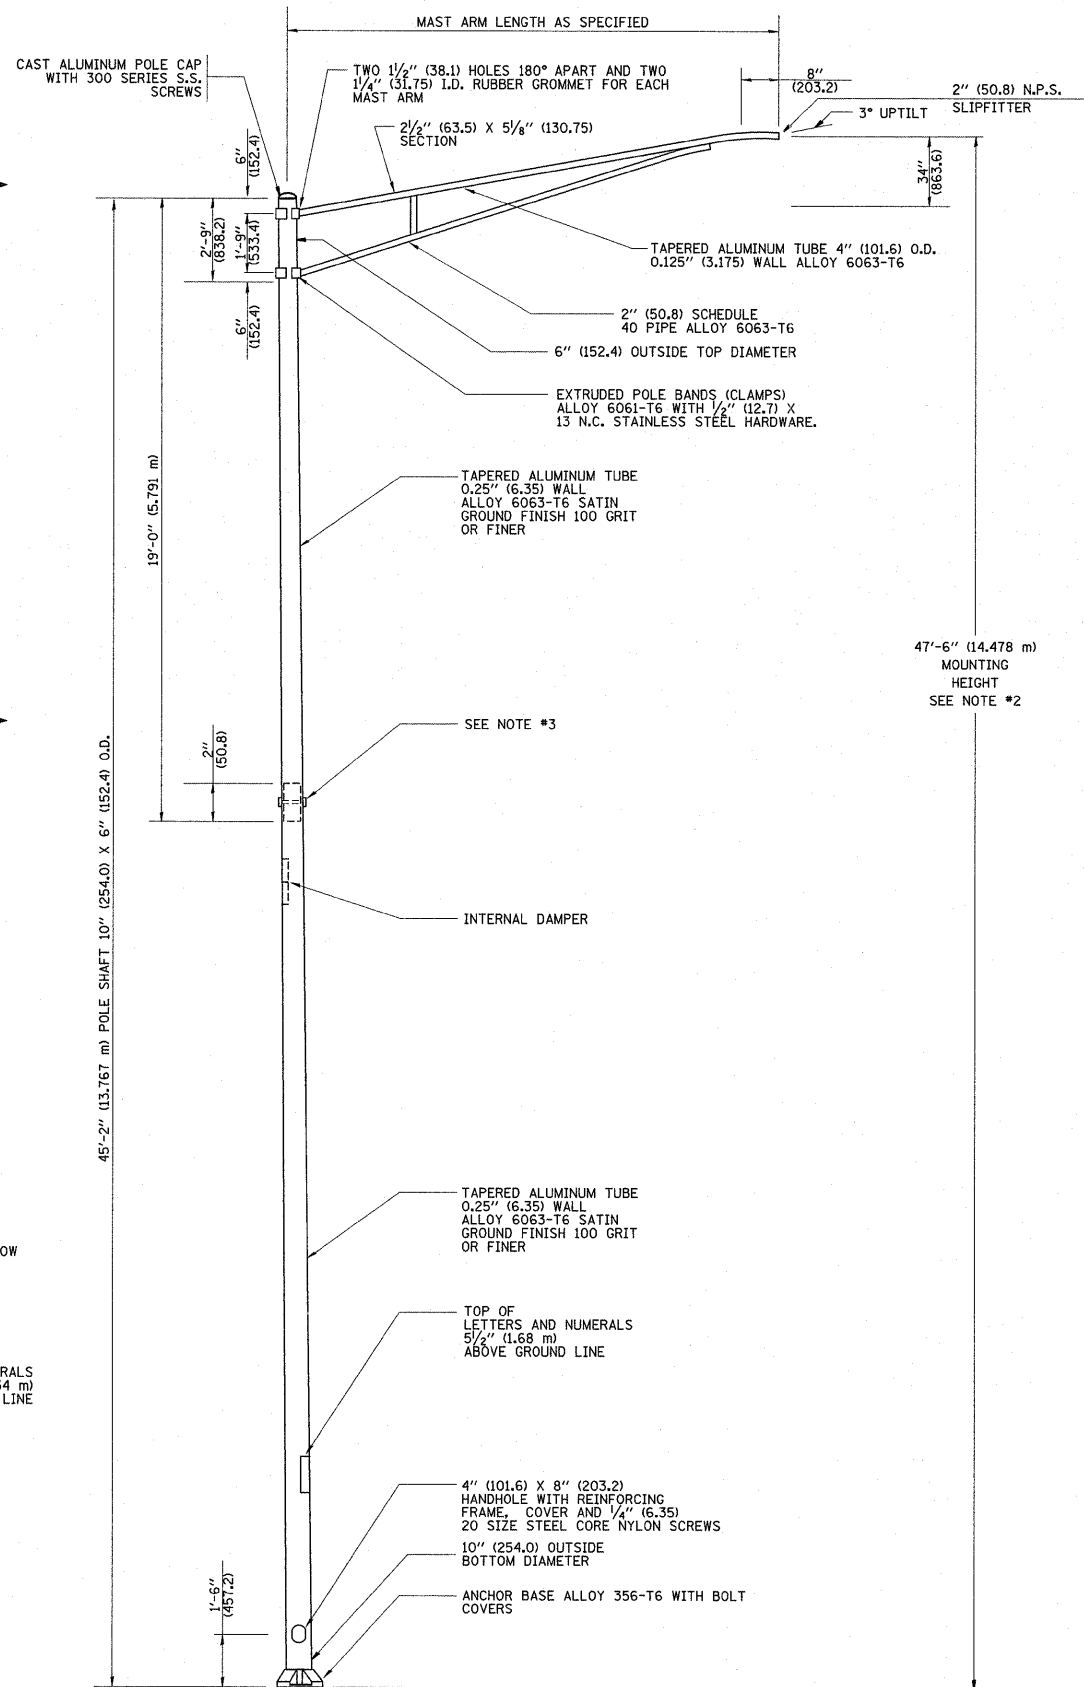 MAST ARM LENGTH AS SPECIFIED
CAST ALUMINUM POLE CAP
WITH 300 SERIES S.S.
SCREWS
TWO 1 1/2" (38.1) HOLES 180° APART AND TWO
1 1/4" (31.75) I.D. RUBBER GROMMET FOR EACH
MAST ARM
8"
(203.2)
2" (50.8) N.P.S.
SLIPFITTER
3° UPTILT
2 1/2" (63.5) X 5 1/8" (130.75)
SECTION
6"
(152.4)
34"
(863.6)
2'-9"
(838.2)
1'-9"
(533.4)
TAPERED ALUMINUM TUBE 4" (101.6) O.D.
0.125" (3.175) WALL ALLOY 6063-T6
6"
(152.4)
2" (50.8) SCHEDULE
40 PIPE ALLOY 6063-T6
6" (152.4) OUTSIDE TOP DIAMETER
EXTRUDED POLE BANDS (CLAMPS)
ALLOY 6061-T6 WITH 1/2" (12.7) X
13 N.C. STAINLESS STEEL HARDWARE.
19'-0" (5.791 m)
TAPERED ALUMINUM TUBE
0.25" (6.35) WALL
ALLOY 6063-T6 SATIN
GROUND FINISH 100 GRIT
OR FINER
47'-6" (14.478 m)
MOUNTING
HEIGHT
SEE NOTE #2
SEE NOTE #3
2"
(50.8)
45'-2" (13.767 m) POLE SHAFT 10" (254.0) X 6" (152.4) O.D.
INTERNAL DAMPER
TAPERED ALUMINUM TUBE
0.25" (6.35) WALL
ALLOY 6063-T6 SATIN
GROUND FINISH 100 GRIT
OR FINER
OW
TOP OF
LETTERS AND NUMERALS
5 1/2" (1.68 m)
ABOVE GROUND LINE
RALS
64 m)
LINE
4" (101.6) X 8" (203.2)
HANDHOLE WITH REINFORCING
FRAME, COVER AND 1/4" (6.35)
20 SIZE STEEL CORE NYLON SCREWS
10" (254.0) OUTSIDE
BOTTOM DIAMETER
1'-6"
(457.2)
ANCHOR BASE ALLOY 356-T6 WITH BOLT
COVERS